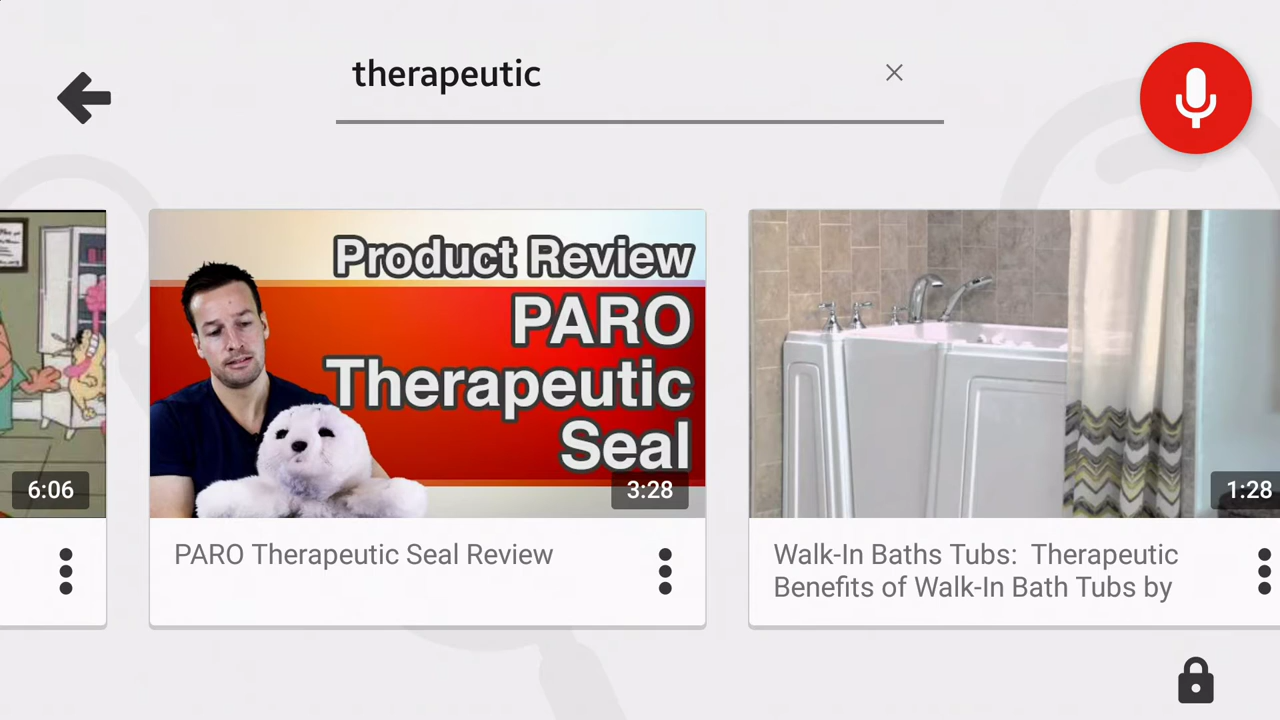 therapeutic
Product Review
PARO
Therapeutic
Seal
6:06
3:28
1:28
PARO Therapeutic Seal Review
Walk-In Baths Tubs: Therapeutic
Benefits of Walk-In Bath Tubs by